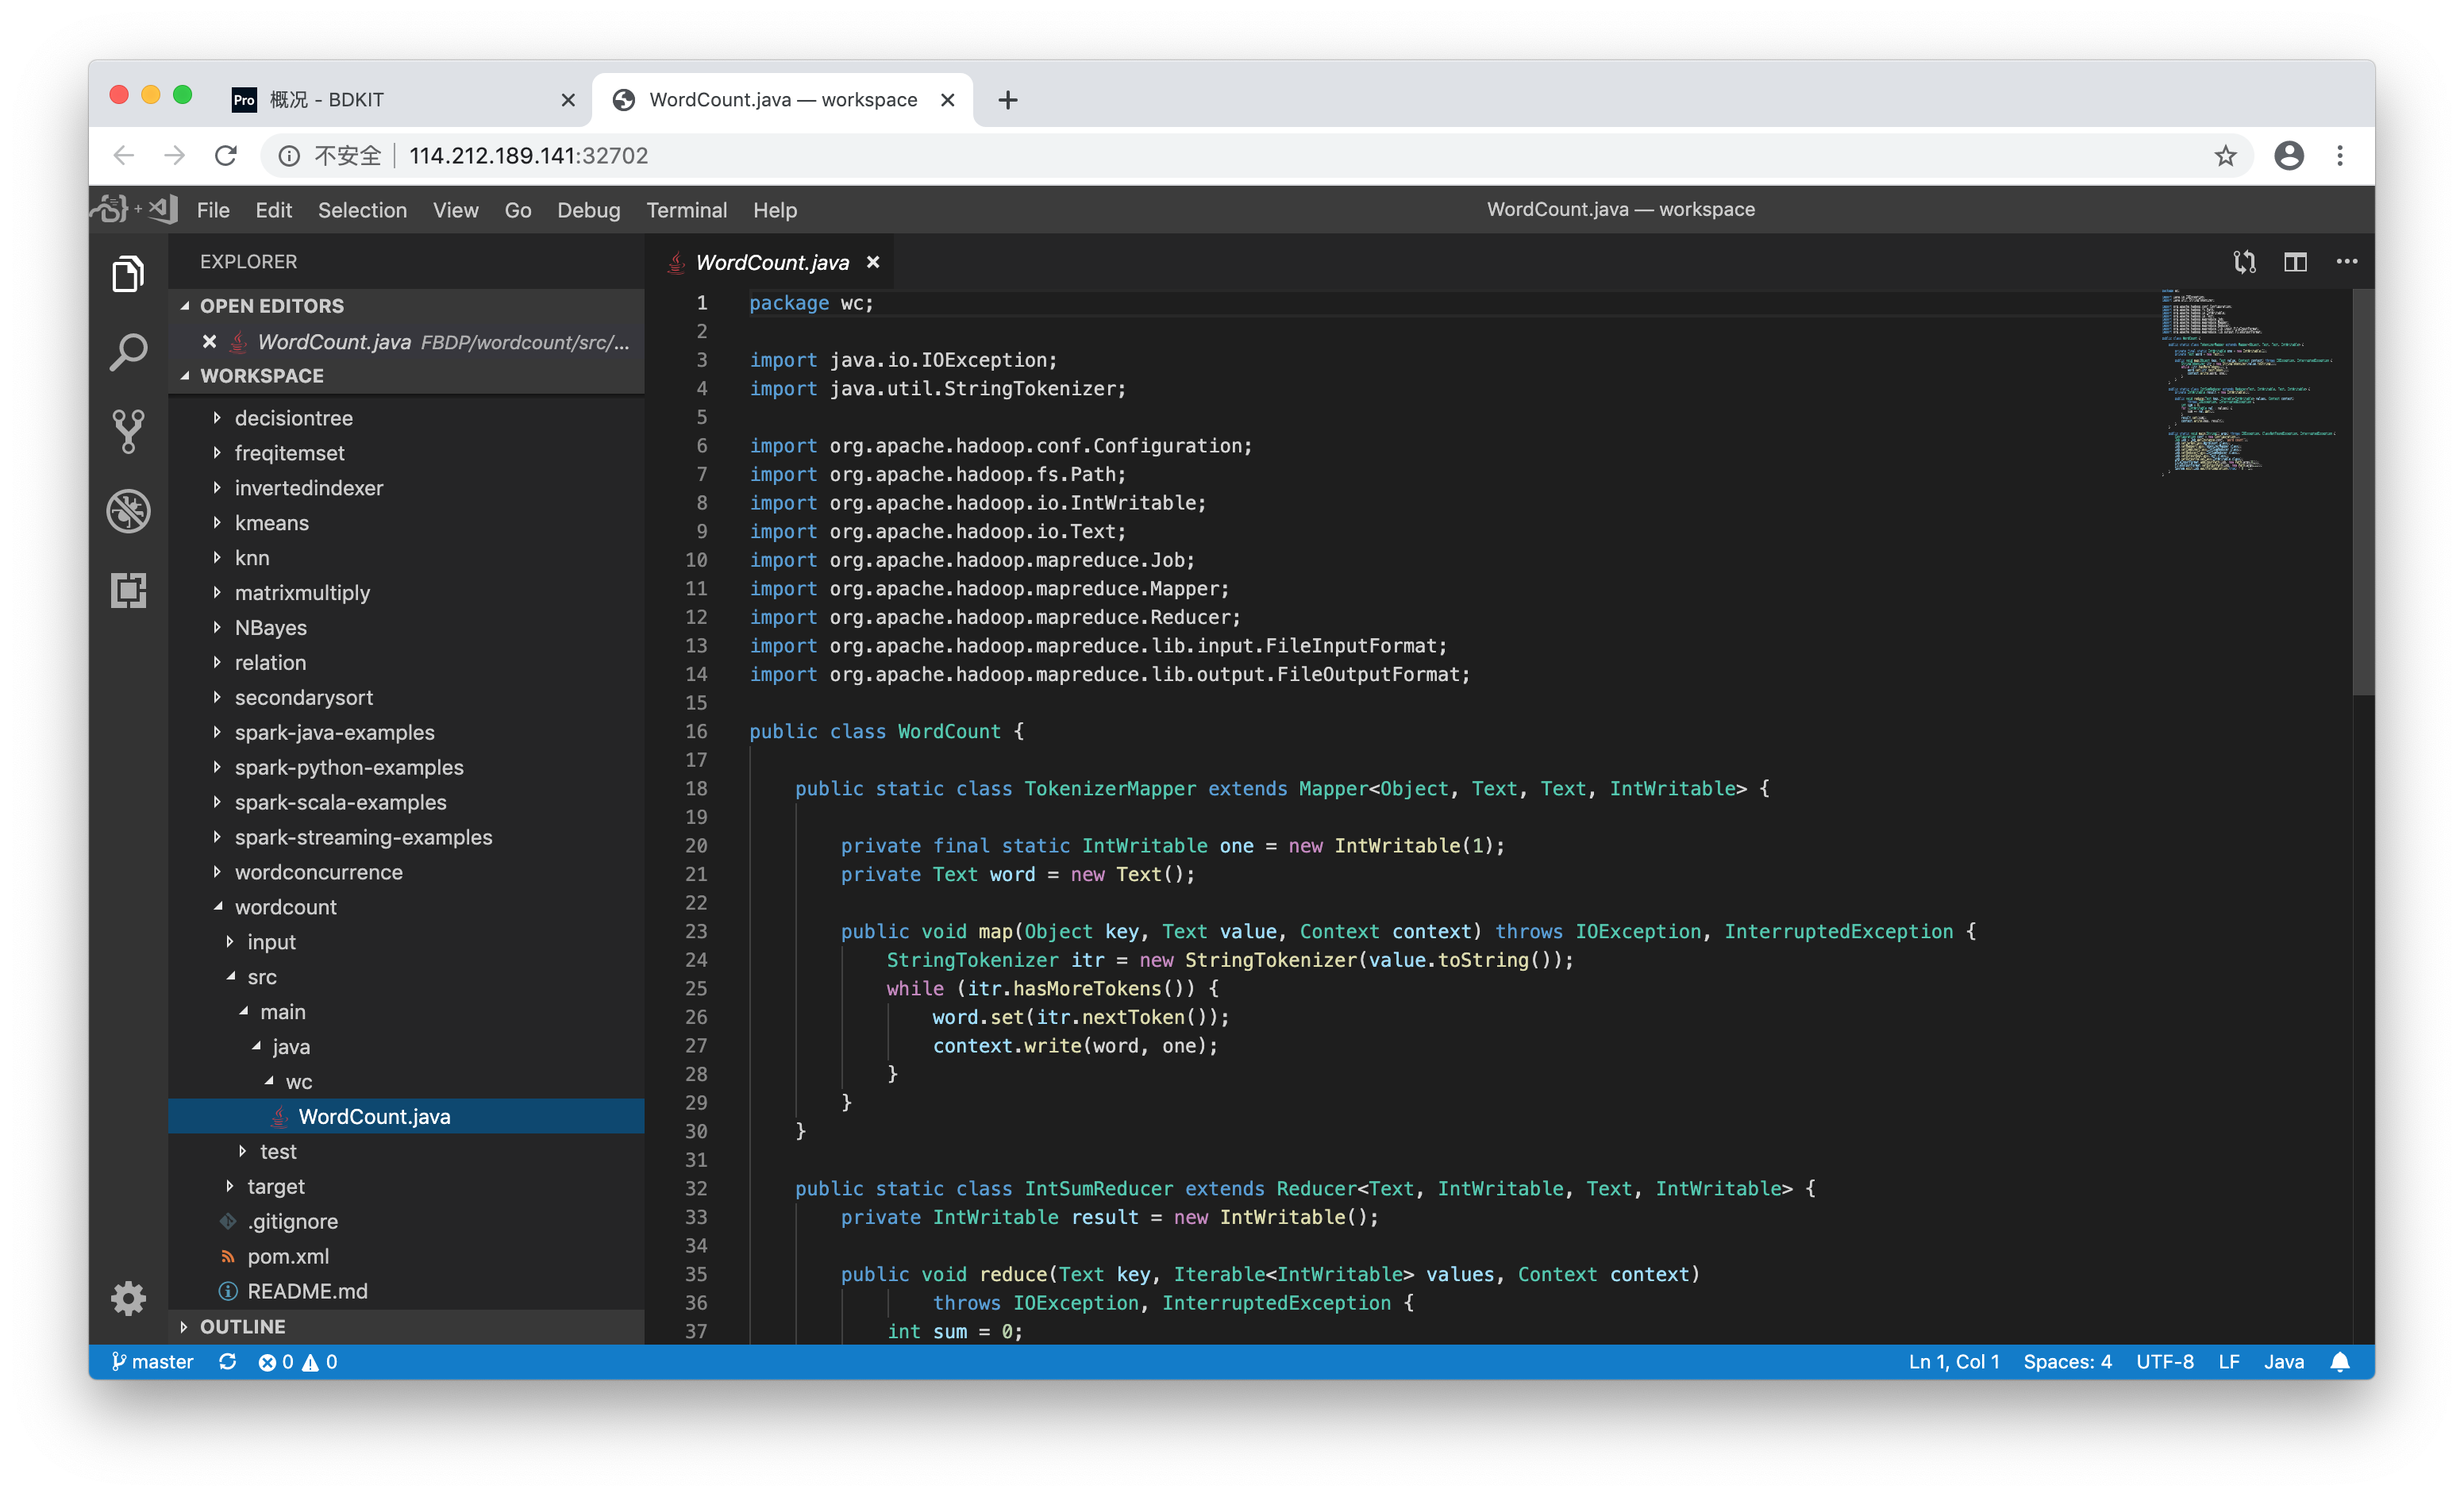 Pro 概况 - BDKIT
WordCount.java — workspace
不安全 114.212.189.141:32702
File Edit Selection View Go Debug Terminal Help
WordCount.java — workspace
EXPLORER
OPEN EDITORS
WordCount.java FBDP/wordcount/src/...
WORKSPACE
decisiontree
freqitemset
invertedindexer
kmeans
knn
matrixmultiply
NBayes
relation
secondarysort
spark-java-examples
spark-python-examples
spark-scala-examples
spark-streaming-examples
wordconcurrence
wordcount
input
src
main
java
wc
WordCount.java
test
target
.gitignore
pom.xml
README.md
OUTLINE
WordCount.java
1 package wc;
2
3 import java.io.IOException;
4 import java.util.StringTokenizer;
5
6 import org.apache.hadoop.conf.Configuration;
7 import org.apache.hadoop.fs.Path;
8 import org.apache.hadoop.io.IntWritable;
9 import org.apache.hadoop.io.Text;
10 import org.apache.hadoop.mapreduce.Job;
11 import org.apache.hadoop.mapreduce.Mapper;
12 import org.apache.hadoop.mapreduce.Reducer;
13 import org.apache.hadoop.mapreduce.lib.input.FileInputFormat;
14 import org.apache.hadoop.mapreduce.lib.output.FileOutputFormat;
15
16 public class WordCount {
17
18 public static class TokenizerMapper extends Mapper<Object, Text, Text, IntWritable> {
19
20 private final static IntWritable one = new IntWritable(1);
21 private Text word = new Text();
22
23 public void map(Object key, Text value, Context context) throws IOException, InterruptedException {
24 StringTokenizer itr = new StringTokenizer(value.toString());
25 while (itr.hasMoreTokens()) {
26 word.set(itr.nextToken());
27 context.write(word, one);
28 }
29 }
30 }
31
32 public static class IntSumReducer extends Reducer<Text, IntWritable, Text, IntWritable> {
33 private IntWritable result = new IntWritable();
34
35 public void reduce(Text key, Iterable<IntWritable> values, Context context)
36 throws IOException, InterruptedException {
37 int sum = 0;
master 0 0
Ln 1, Col 1 Spaces: 4 UTF-8 LF Java